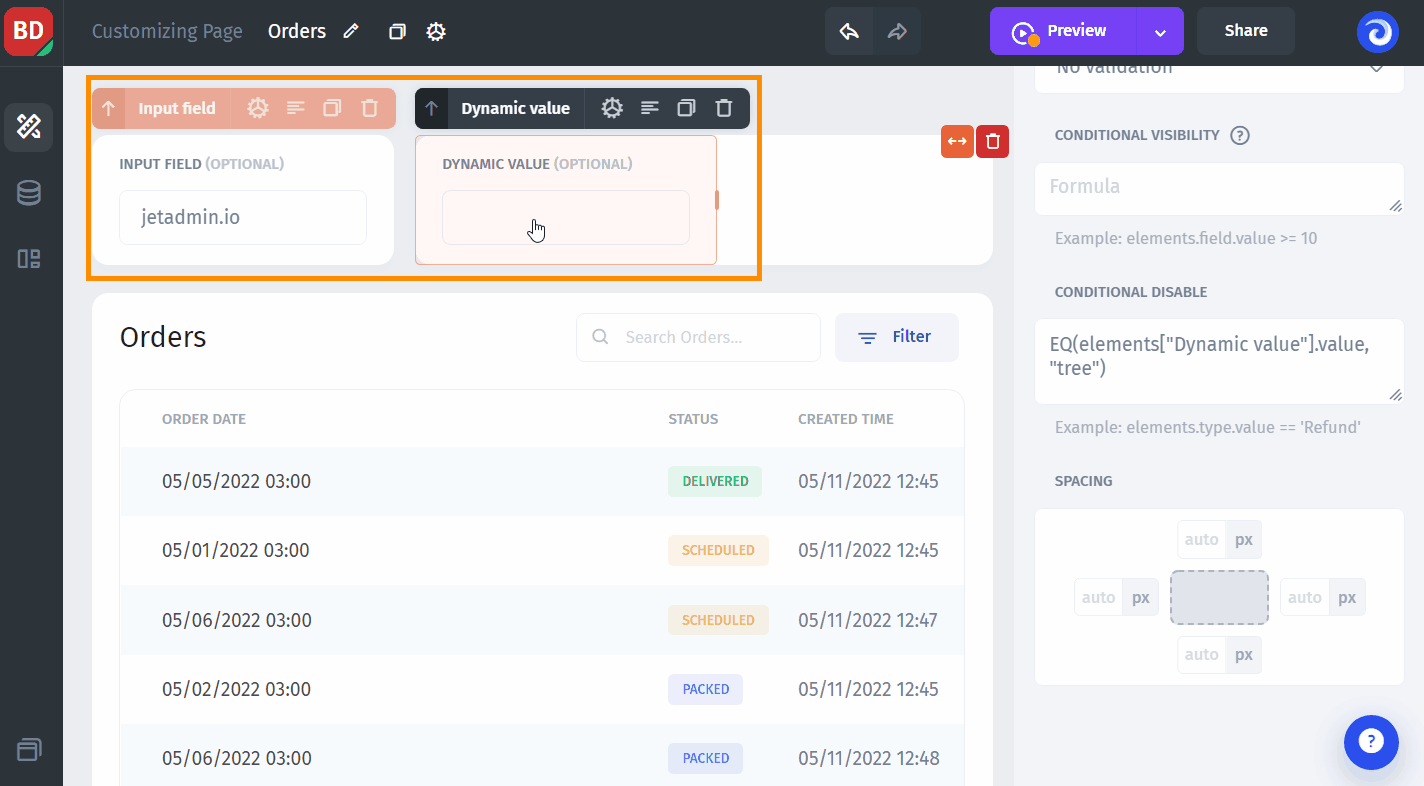 BD
Customizing Page
Orders
Preview
Share
Input field
Dynamic value
INPUT FIELD (OPTIONAL)
jetadmin.io
DYNAMIC VALUE (OPTIONAL)
Orders
Search Orders...
Filter
ORDER DATE STATUS CREATED TIME
05/05/2022 03:00 DELIVERED 05/11/2022 12:45
05/01/2022 03:00 SCHEDULED 05/11/2022 12:45
05/06/2022 03:00 SCHEDULED 05/11/2022 12:47
05/02/2022 03:00 PACKED 05/11/2022 12:45
05/06/2022 03:00 PACKED 05/11/2022 12:48
No validation
CONDITIONAL VISIBILITY ?
Formula
Example: elements.field.value >= 10
CONDITIONAL DISABLE
EQ(elements["Dynamic value"].value,
"tree")
Example: elements.type.value == 'Refund'
SPACING
auto px
auto px
auto px
auto px
?